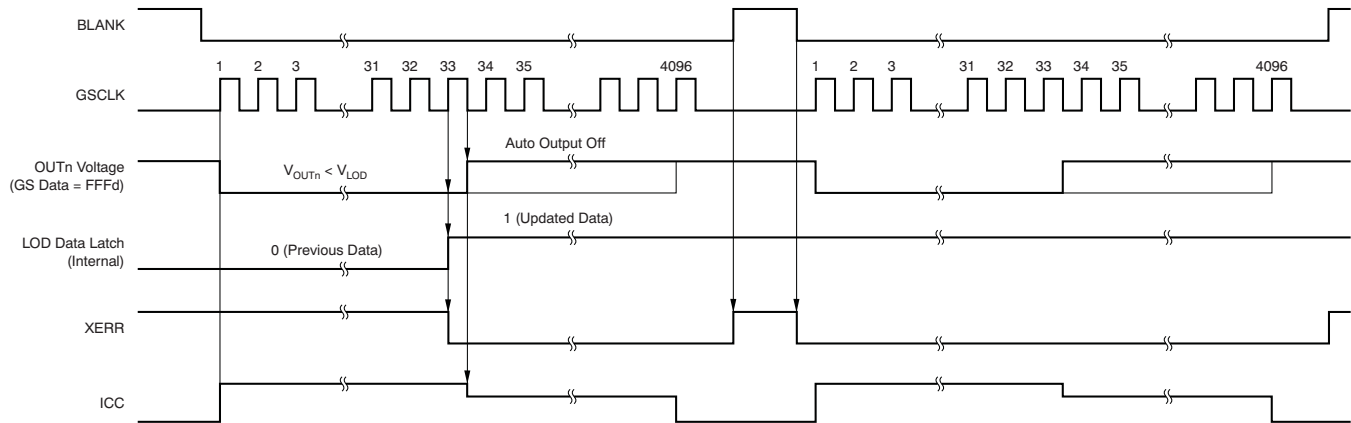 BLANK
1 2 3 31 32 33 34 35 4096 1 2 3 31 32 33 34 35 4096
GSCLK
Auto Output Off
OUTn Voltage
(GS Data = FFFd)
VOUTn < VLOD
1 (Updated Data)
LOD Data Latch
(Internal)
0 (Previous Data)
XERR
ICC